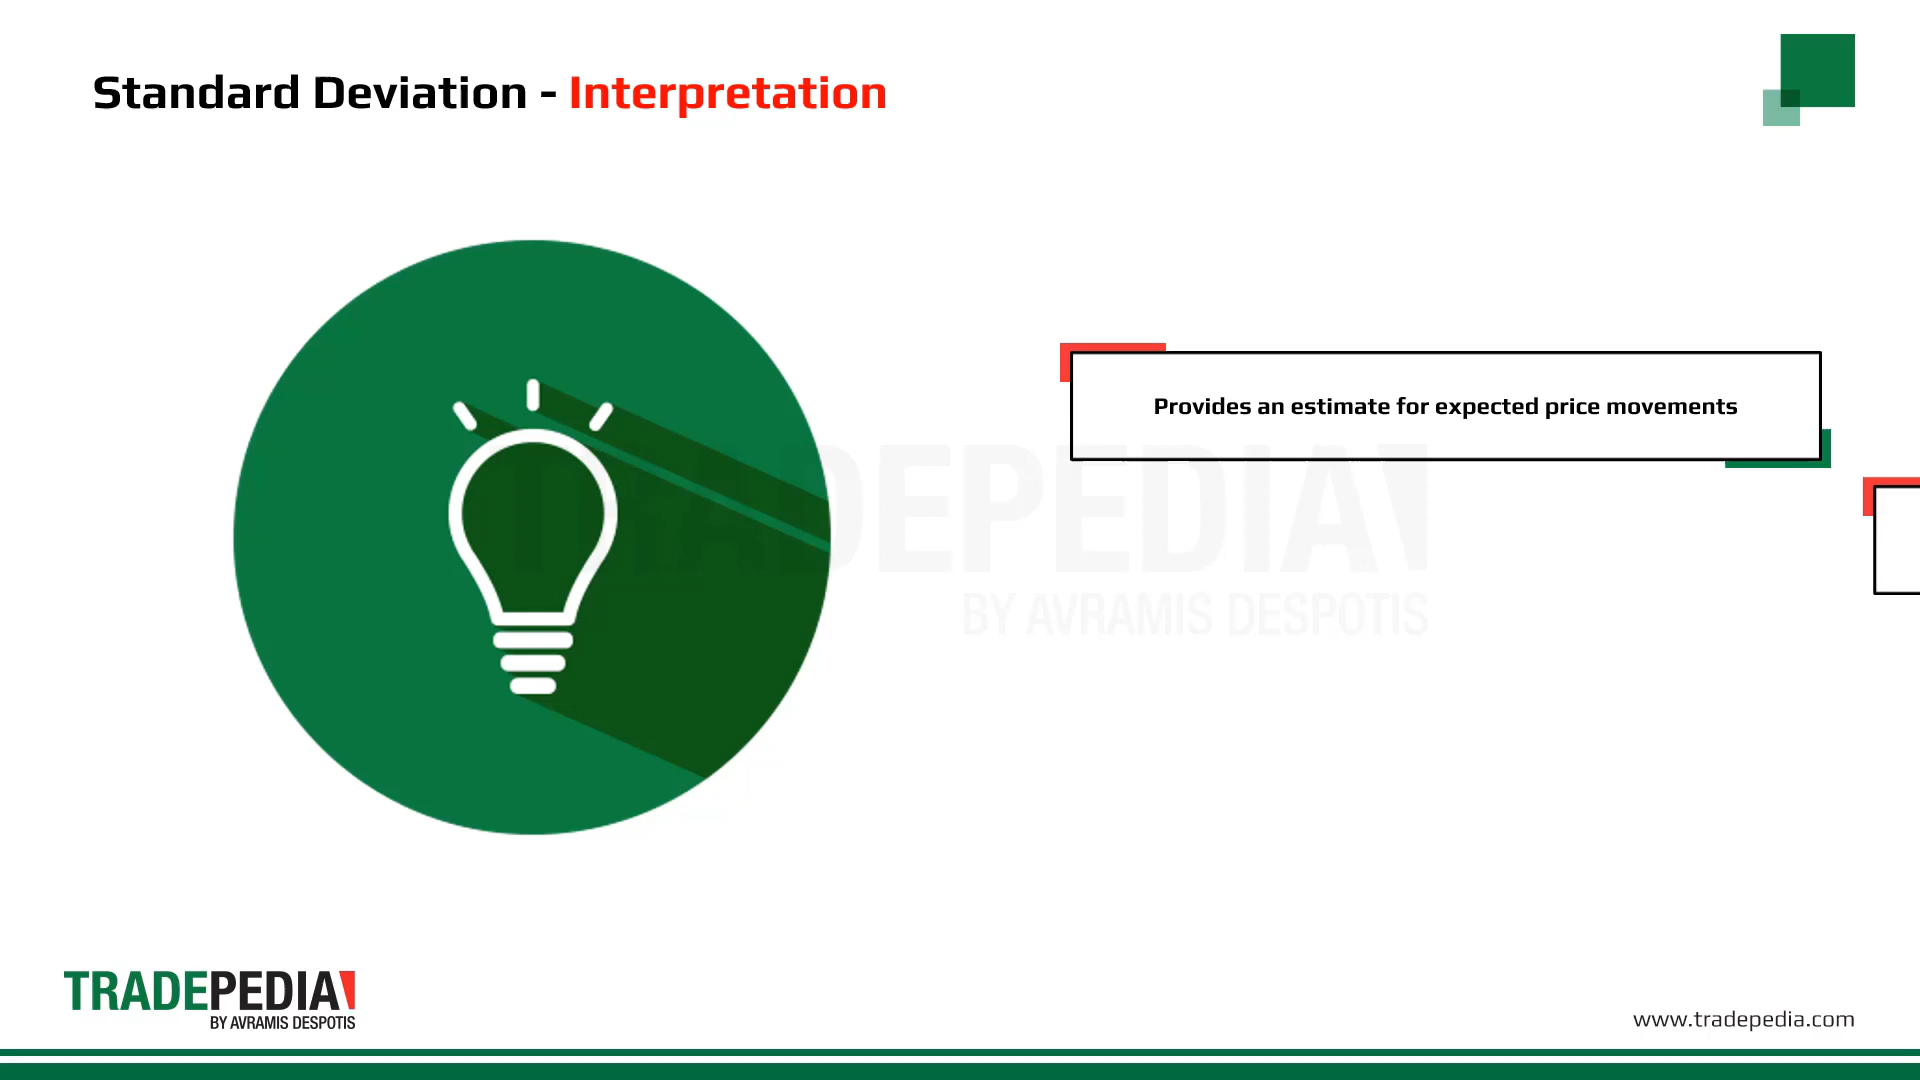 Standard Deviation - Interpretation
Provides an estimate for expected price movements
TRADEPEDIA
BY AVRAMIS DESPOTIS
TRADEPEDIA
BY AVRAMIS DESPOTIS
www.tradepedia.com